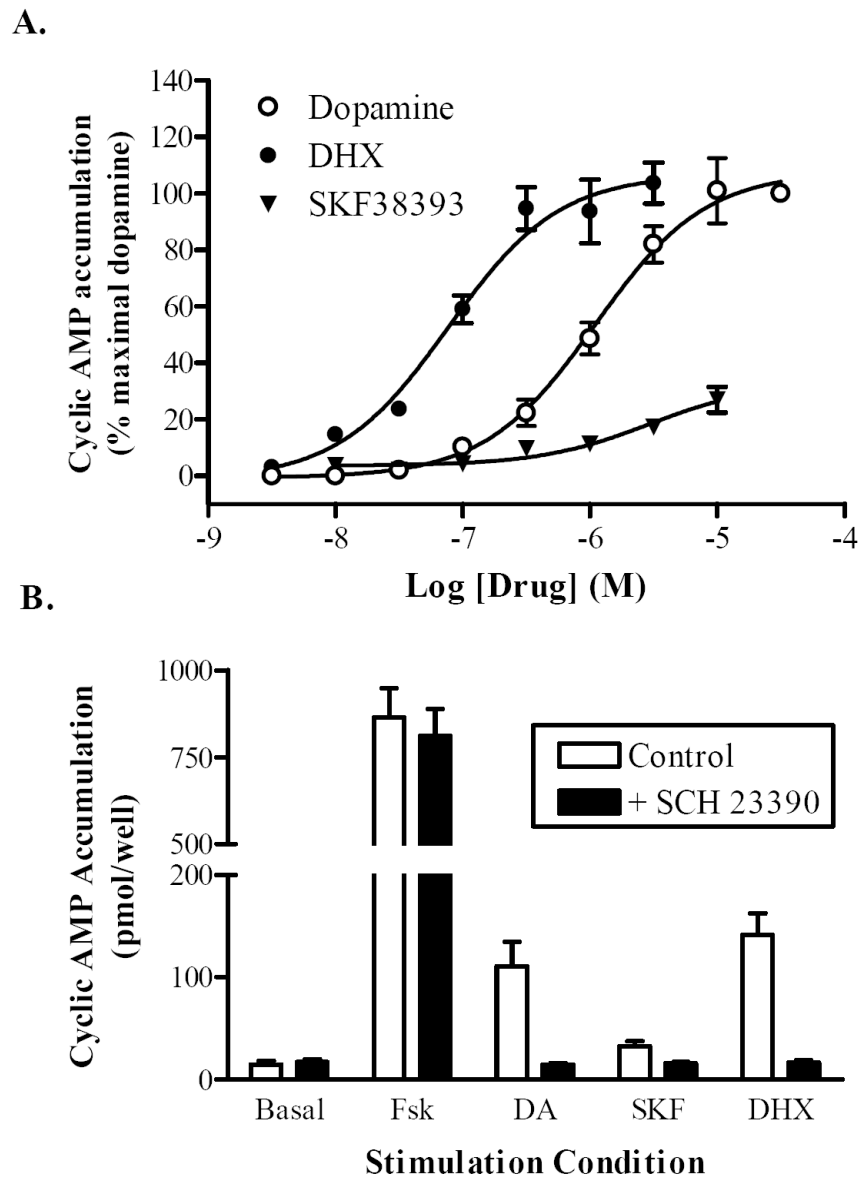 A.
Cyclic AMP accumulation
(% maximal dopamine)
140
120
100
80
60
40
20
0
Dopamine
DHX
SKF38393
-9
-8
-7
-6
-5
-4
Log [Drug] (M)
B.
Cyclic AMP Accumulation
(pmol/well)
1000
750
500
200
100
0
Control
+ SCH 23390
Basal
Fsk
DA
SKF
DHX
Stimulation Condition